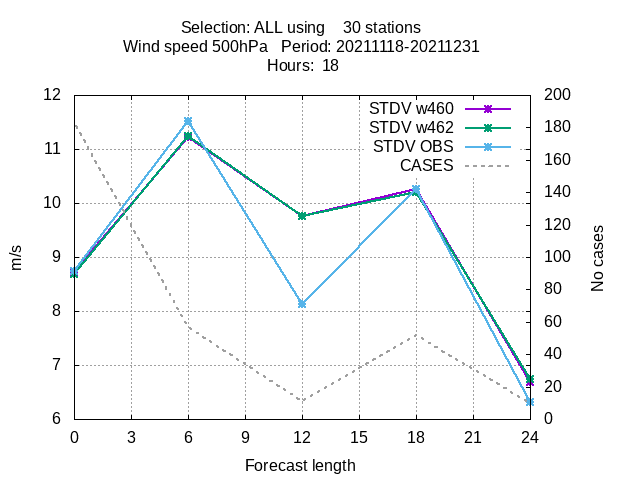 Selection: ALL using    30 stations
Wind speed 500hPa   Period: 20211118-20211231
Hours:  18
STDV w460
STDV w462
STDV OBS
CASES
12
11
10
9
8
7
6
200
180
160
140
120
100
80
60
40
20
0
m/s
No cases
0 3 6 9 12 15 18 21 24
Forecast length